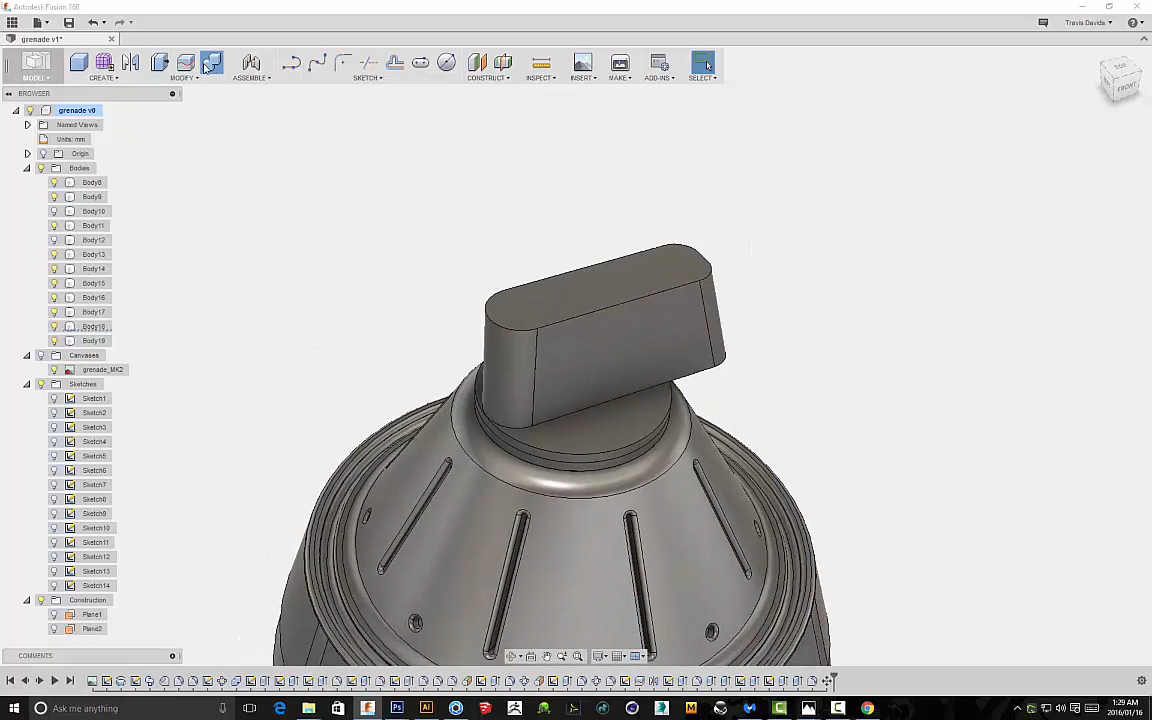 Autodesk Fusion 360
Travis Davids
grenade v1*
MODEL
CREATE
MODIFY
ASSEMBLE
SKETCH
CONSTRUCT
INSPECT
INSERT
MAKE
ADD-INS
SELECT
BROWSER
grenade v0
Named Views
Units: mm
Origin
Bodies
Body8
Body9
Body10
Body11
Body12
Body13
Body14
Body15
Body16
Body17
Body18
Body19
Canvases
grenade_MK2
Sketches
Sketch1
Sketch2
Sketch3
Sketch4
Sketch5
Sketch6
Sketch7
Sketch8
Sketch9
Sketch10
Sketch11
Sketch12
Sketch13
Sketch14
Construction
Plane1
Plane2
TOP
FRONT
COMMENTS
Ask me anything
1:29 AM
2016/01/16